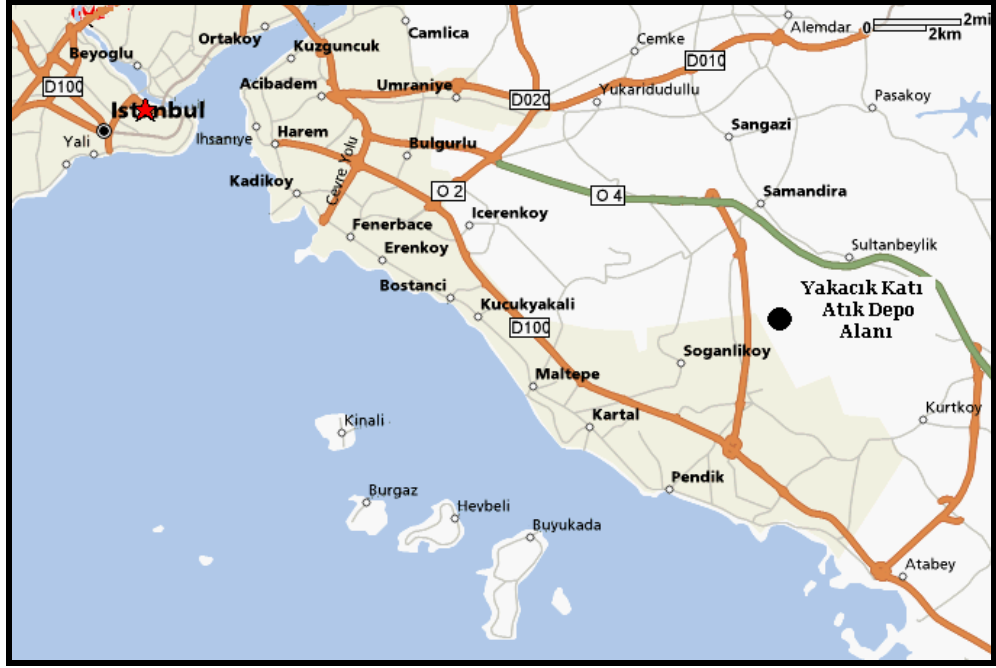 Ortakoy
Camlica
Alemdar
0
2mi
2km
Beyoglu
Kuzguncuk
Cemke
D010
D100
Acibadem
Umraniye
D020
Yukaridudullu
Pasakoy
Istanbul
Yali
Ihsaniye
Harem
Bulgurlu
Sangazi
Cevre Yolu
Kadikoy
O 2
O 4
Samandira
Fenerbace
Icerenkoy
Erenkoy
Sultanbeylik
Bostanci
Kucukyakali
Yakacık Katı
Atık Depo
Alanı
D100
Soganlikoy
Maltepe
Kinali
Kartal
Kurtkoy
Pendik
Burgaz
Hevbeli
Buyukada
Atabey